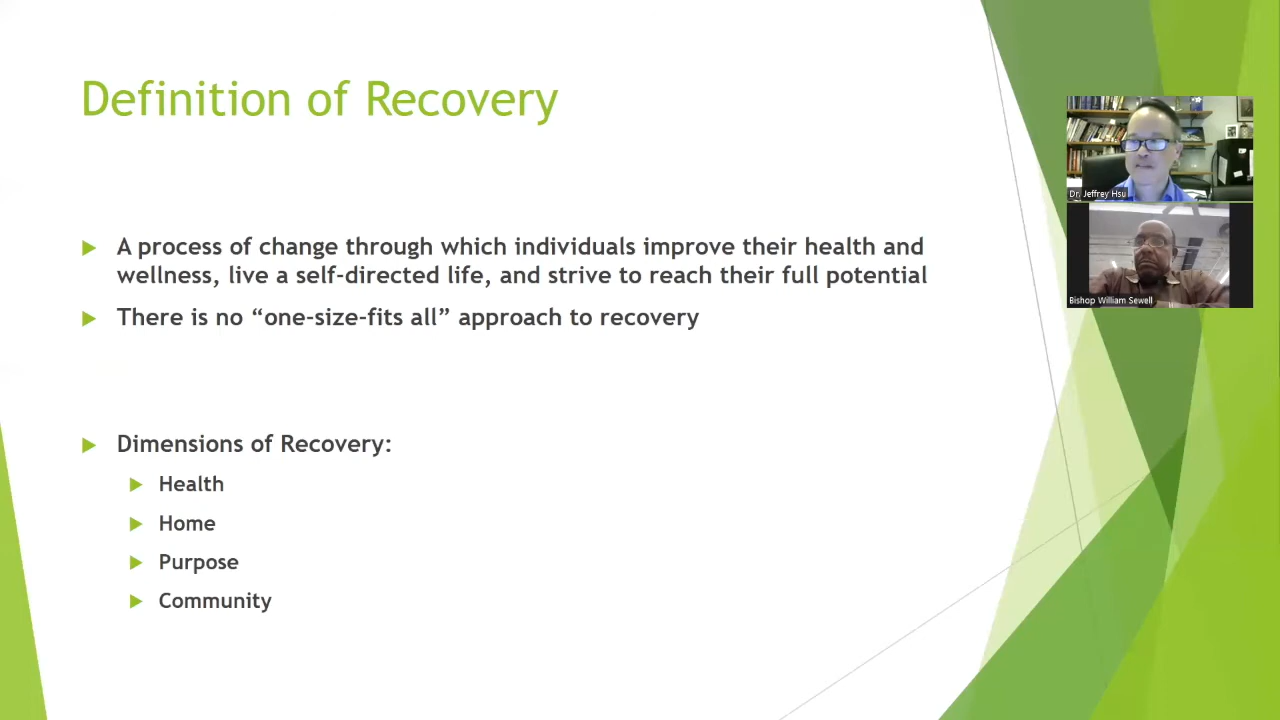 Definition of Recovery
A process of change through which individuals improve their health and
wellness, live a self-directed life, and strive to reach their full potential
There is no “one-size-fits all” approach to recovery
Dimensions of Recovery:
Health
Home
Purpose
Community
Dr. Jeffrey Hsu
Bishop William Sewell